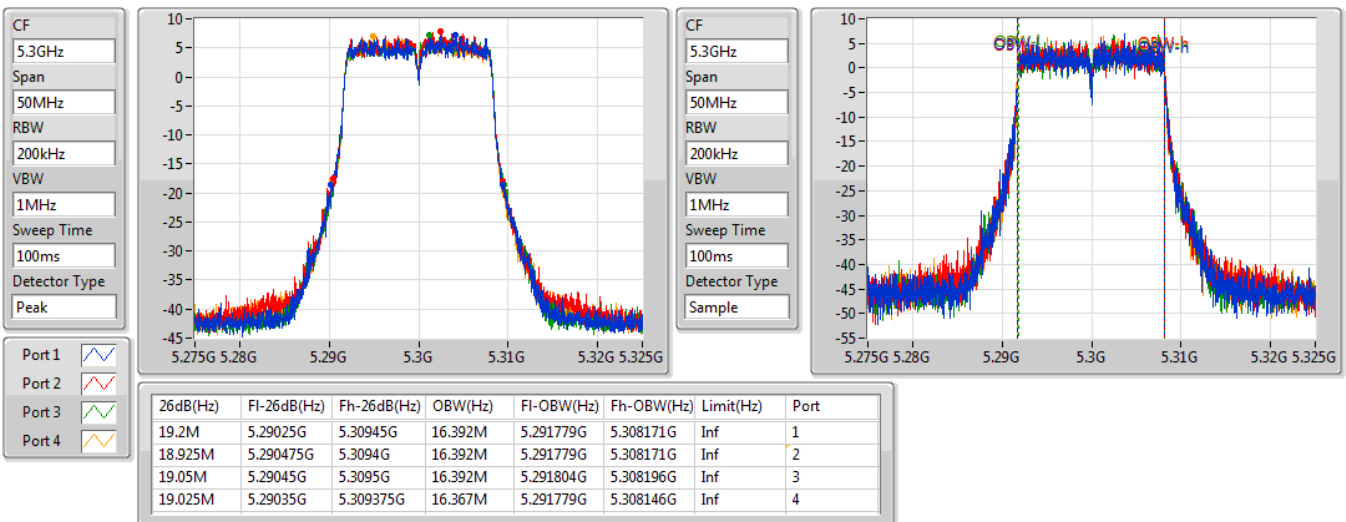 CF
5.3GHz
Span
50MHz
RBW
200kHz
VBW
1MHz
Sweep Time
100ms
Detector Type
Peak
10
5
0
-5
-10
-15
-20
-25
-30
-35
-40
-45
5.275G 5.28G 5.29G 5.3G 5.31G 5.32G 5.325G
CF
5.3GHz
Span
50MHz
RBW
200kHz
VBW
1MHz
Sweep Time
100ms
Detector Type
Sample
10
5
0
-5
-10
-15
-20
-25
-30
-35
-40
-45
-50
-55
OBW-l OBW-h
5.275G 5.28G 5.29G 5.3G 5.31G 5.32G 5.325G
Port 1
Port 2
Port 3
Port 4
26dB(Hz) Fl-26dB(Hz) Fh-26dB(Hz) OBW(Hz) Fl-OBW(Hz) Fh-OBW(Hz) Limit(Hz) Port
19.2M 5.29025G 5.30945G 16.392M 5.291779G 5.308171G Inf 1
18.925M 5.290475G 5.3094G 16.392M 5.291779G 5.308171G Inf 2
19.05M 5.29045G 5.3095G 16.392M 5.291804G 5.308196G Inf 3
19.025M 5.29035G 5.309375G 16.367M 5.291779G 5.308146G Inf 4